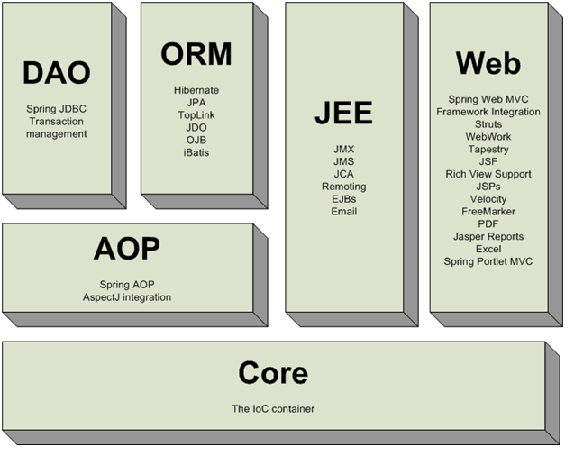 DAO
Spring JDBC
Transaction
management
ORM
Hibernate
JPA
TopLink
JDO
OJB
iBatis
JEE
JMX
JMS
JCA
Remoting
EJBs
Email
Web
Spring Web MVC
Framework Integration
Struts
WebWork
Tapestry
JSF
Rich View Support
JSPs
Velocity
FreeMarker
PDF
Jasper Reports
Excel
Spring Portlet MVC
AOP
Spring AOP
AspectJ integration
Core
The IoC container